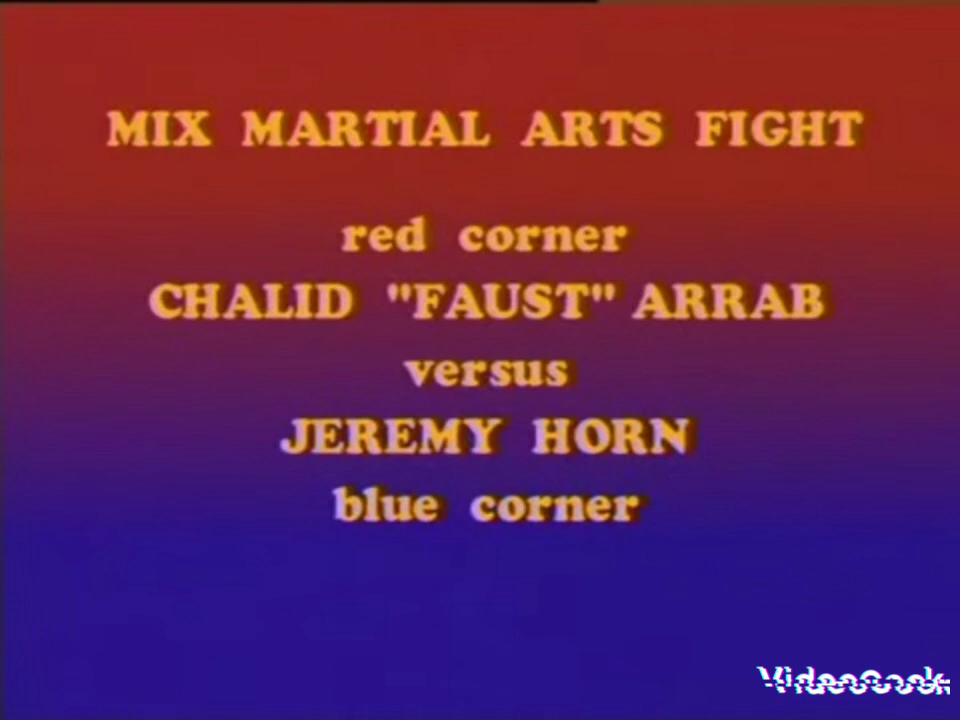 MIX MARTIAL ARTS FIGHT
red corner
CHALID "FAUST" ARRAB
versus
JEREMY HORN
blue corner